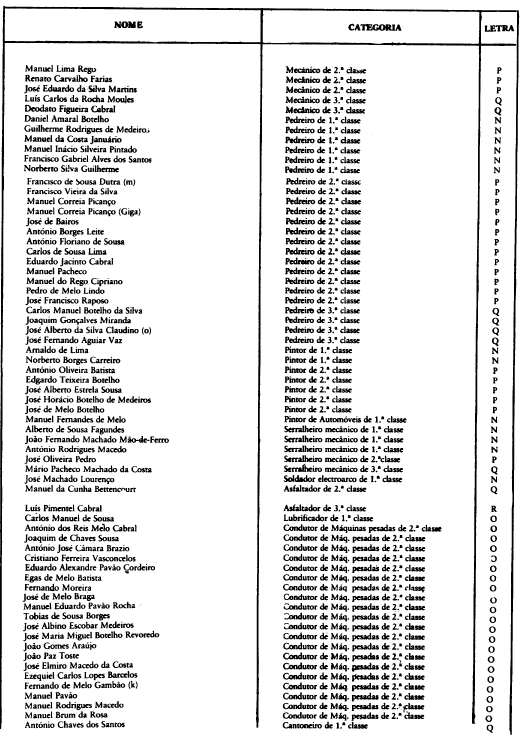 NOME CATEGORIA LETRA
Manuel Lima Rego Mecânico de 2.ª classe P
Renato Carvalho Farias Mecânico de 2.ª classe P
José Eduardo da Silva Martins Mecânico de 2.ª classe P
Luís Carlos da Rocha Moules Mecânico de 3.ª classe Q
Deodato Figueira Cabral Mecânico de 3.ª classe Q
Daniel Amaral Botelho Pedreiro de 1.ª classe N
Guilherme Rodrigues de Medeiros Pedreiro de 1.ª classe N
Manuel da Costa Januário Pedreiro de 1.ª classe N
Manuel Inácio Silveira Pintado Pedreiro de 1.ª classe N
Francisco Gabriel Alves dos Santos Pedreiro de 1.ª classe N
Norberto Silva Guilherme Pedreiro de 1.ª classe N
Francisco de Sousa Dutra (m) Pedreiro de 2.ª classe P
Francisco Vieira da Silva Pedreiro de 2.ª classe P
Manuel Correia Picanço Pedreiro de 2.ª classe P
Manuel Correia Picanço (Giga) Pedreiro de 2.ª classe P
José de Bairos Pedreiro de 2.ª classe P
António Borges Leite Pedreiro de 2.ª classe P
António Floriano de Sousa Pedreiro de 2.ª classe P
Carlos de Sousa Lima Pedreiro de 2.ª classe P
Eduardo Jacinto Cabral Pedreiro de 2.ª classe P
Manuel Pacheco Pedreiro de 2.ª classe P
Manuel do Rego Cipriano Pedreiro de 2.ª classe P
Pedro de Melo Lindo Pedreiro de 2.ª classe P
José Francisco Raposo Pedreiro de 2.ª classe P
Carlos Manuel Botelho da Silva Pedreiro de 3.ª classe Q
Joaquim Gonçalves Miranda Pedreiro de 3.ª classe Q
José Alberto da Silva Claudino (o) Pedreiro de 3.ª classe Q
José Fernando Aguiar Vaz Pedreiro de 3.ª classe Q
Arnaldo de Lima Pintor de 1.ª classe N
Norberto Borges Carreiro Pintor de 1.ª classe N
António Oliveira Batista Pintor de 2.ª classe P
Edgardo Teixeira Botelho Pintor de 2.ª classe P
José Alberto Estrela Sousa Pintor de 2.ª classe P
José Horácio Botelho de Medeiros Pintor de 2.ª classe P
José de Melo Botelho Pintor de 2.ª classe P
Manuel Fernandes de Melo Pintor de Automóveis de 1.ª classe N
Alberto de Sousa Fagundes Serralheiro mecânico de 1.ª classe N
João Fernando Machado Mão-de-Ferro Serralheiro mecânico de 1.ª classe N
António Rodrigues Macedo Serralheiro mecânico de 1.ª classe N
José Oliveira Pedro Serralheiro mecânico de 2.ªclasse P
Mário Pacheco Machado da Costa Serralheiro mecânico de 3.ª classe Q
José Machado Lourenço Soldador electroarco de 1.ª classe N
Manuel da Cunha Bettencourt Asfaltador de 2.ª classe Q
Luís Pimentel Cabral Asfaltador de 3.ª classe R
Carlos Manuel de Sousa Lubrificador de 1.ª classe O
António dos Reis Melo Cabral Condutor de Máquinas pesadas de 2.ª classe O
Joaquim de Chaves Sousa Condutor de Máq. pesadas de 2.ª classe O
António José Câmara Brazio Condutor de Máq. pesadas de 2.ª classe O
Cristiano Ferreira Vasconcelos Condutor de Máq. pesadas de 2.ª classe O
Eduardo Alexandre Pavão Cordeiro Condutor de Máq. pesadas de 2.ª classe O
Egas de Melo Batista Condutor de Máq. pesadas de 2.ª classe O
Fernando Moreira Condutor de Máq. pesadas de 2.ª classe O
José de Melo Braga Condutor de Máq. pesadas de 2.ª classe O
Manuel Eduardo Pavão Rocha Condutor de Máq. pesadas de 2.ª classe O
Tobias de Sousa Borges Condutor de Máq. pesadas de 2.ª classe O
José Albino Escobar Medeiros Condutor de Máq. pesadas de 2.ª classe O
José Maria Miguel Botelho Revoredo Condutor de Máq. pesadas de 2.ª classe O
João Gomes Araújo Condutor de Máq. pesadas de 2.ª classe O
João Paz Toste Condutor de Máq. pesadas de 2.ª classe O
José Elmiro Macedo da Costa Condutor de Máq. pesadas de 2.ª classe O
Ezequiel Carlos Lopes Barcelos Condutor de Máq. pesadas de 2.ª classe O
Fernando de Melo Gambão (k) Condutor de Máq. pesadas de 2.ª classe O
Manuel Pavão Condutor de Máq. pesadas de 2.ª classe O
Manuel Rodrigues Macedo Condutor de Máq. pesadas de 2.ª classe O
Manuel Brum da Rosa Condutor de Máq. pesadas de 2.ª classe O
António Chaves dos Santos Cantoneiro de 1.ª classe Q